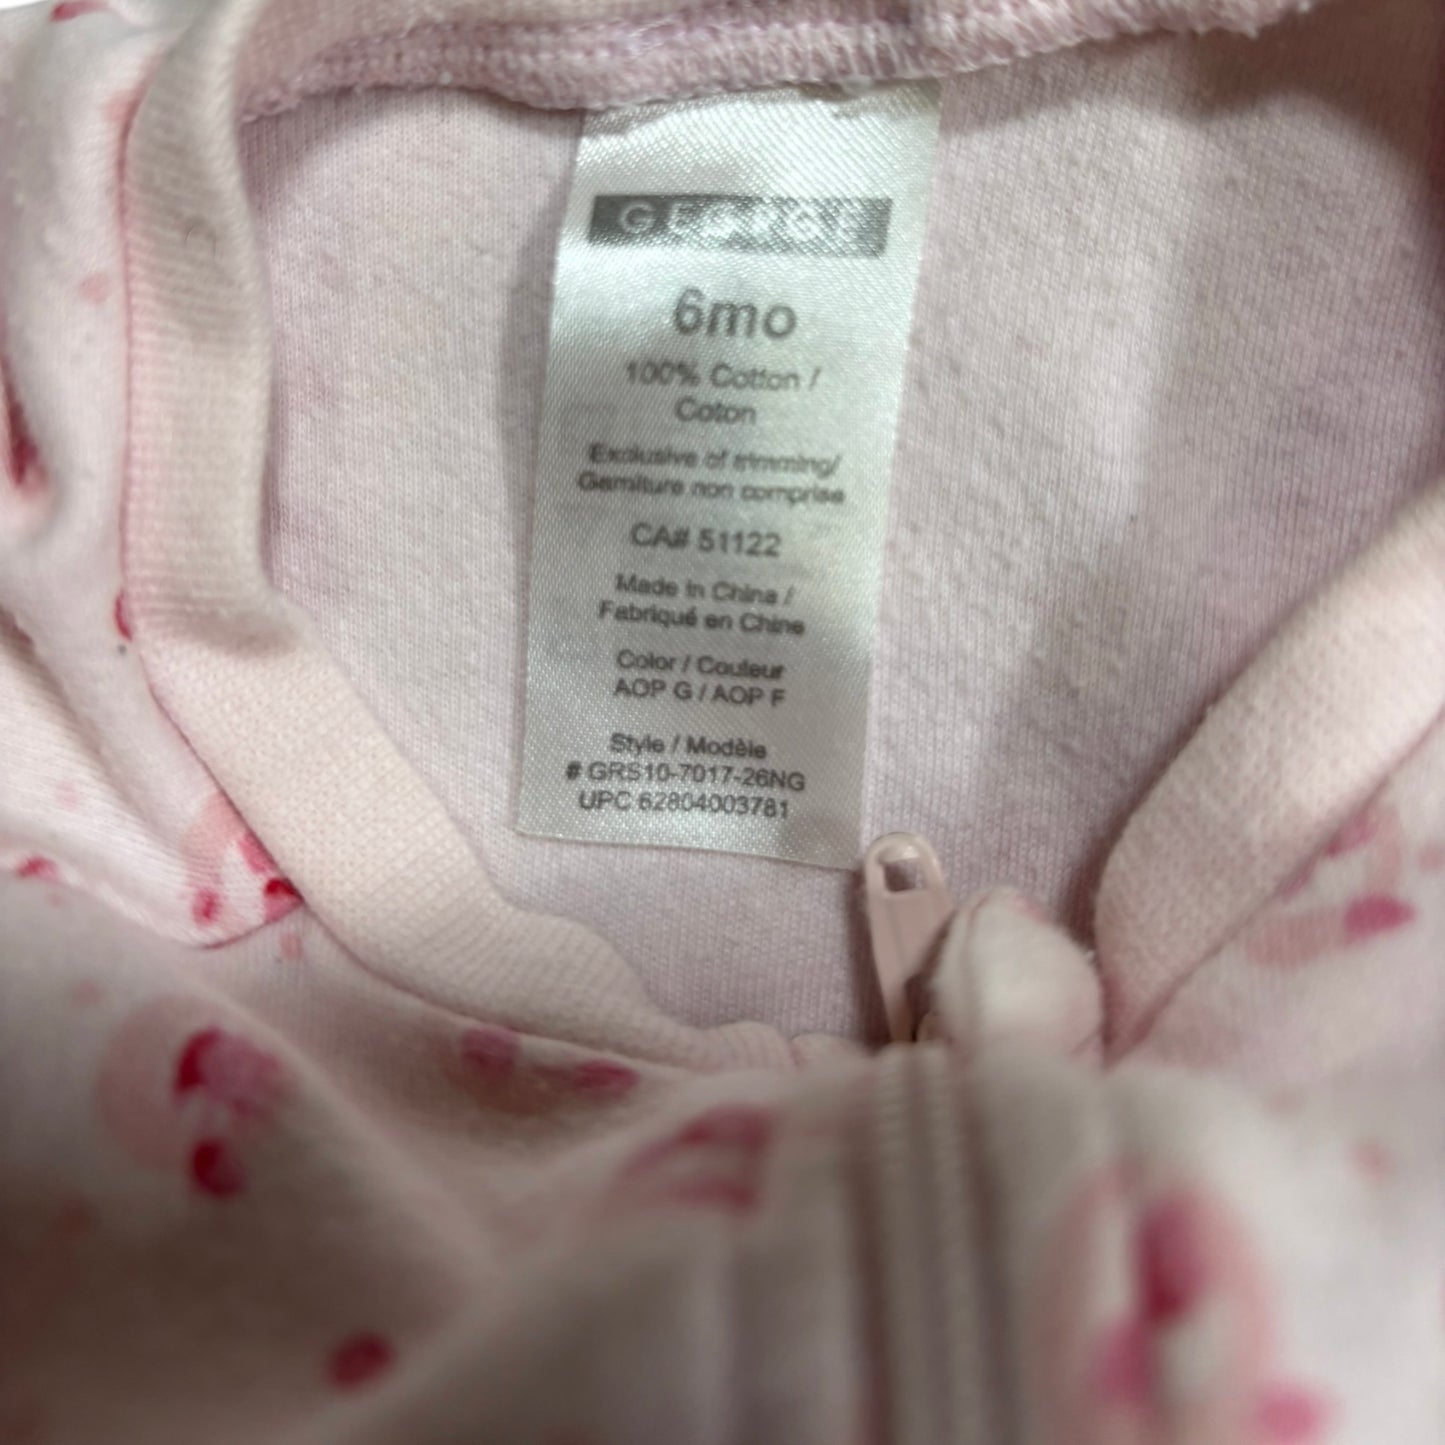 GEORGE
6mo
100% Cotton /
Coton
Exclusive of trimming/
Garniture non comprise
CA# 51122
Made in China /
Fabriqué en Chine
Color / Couleur
AOP G / AOP F
Style / Modèle
# GRS10-7017-26NG
UPC 62804003781